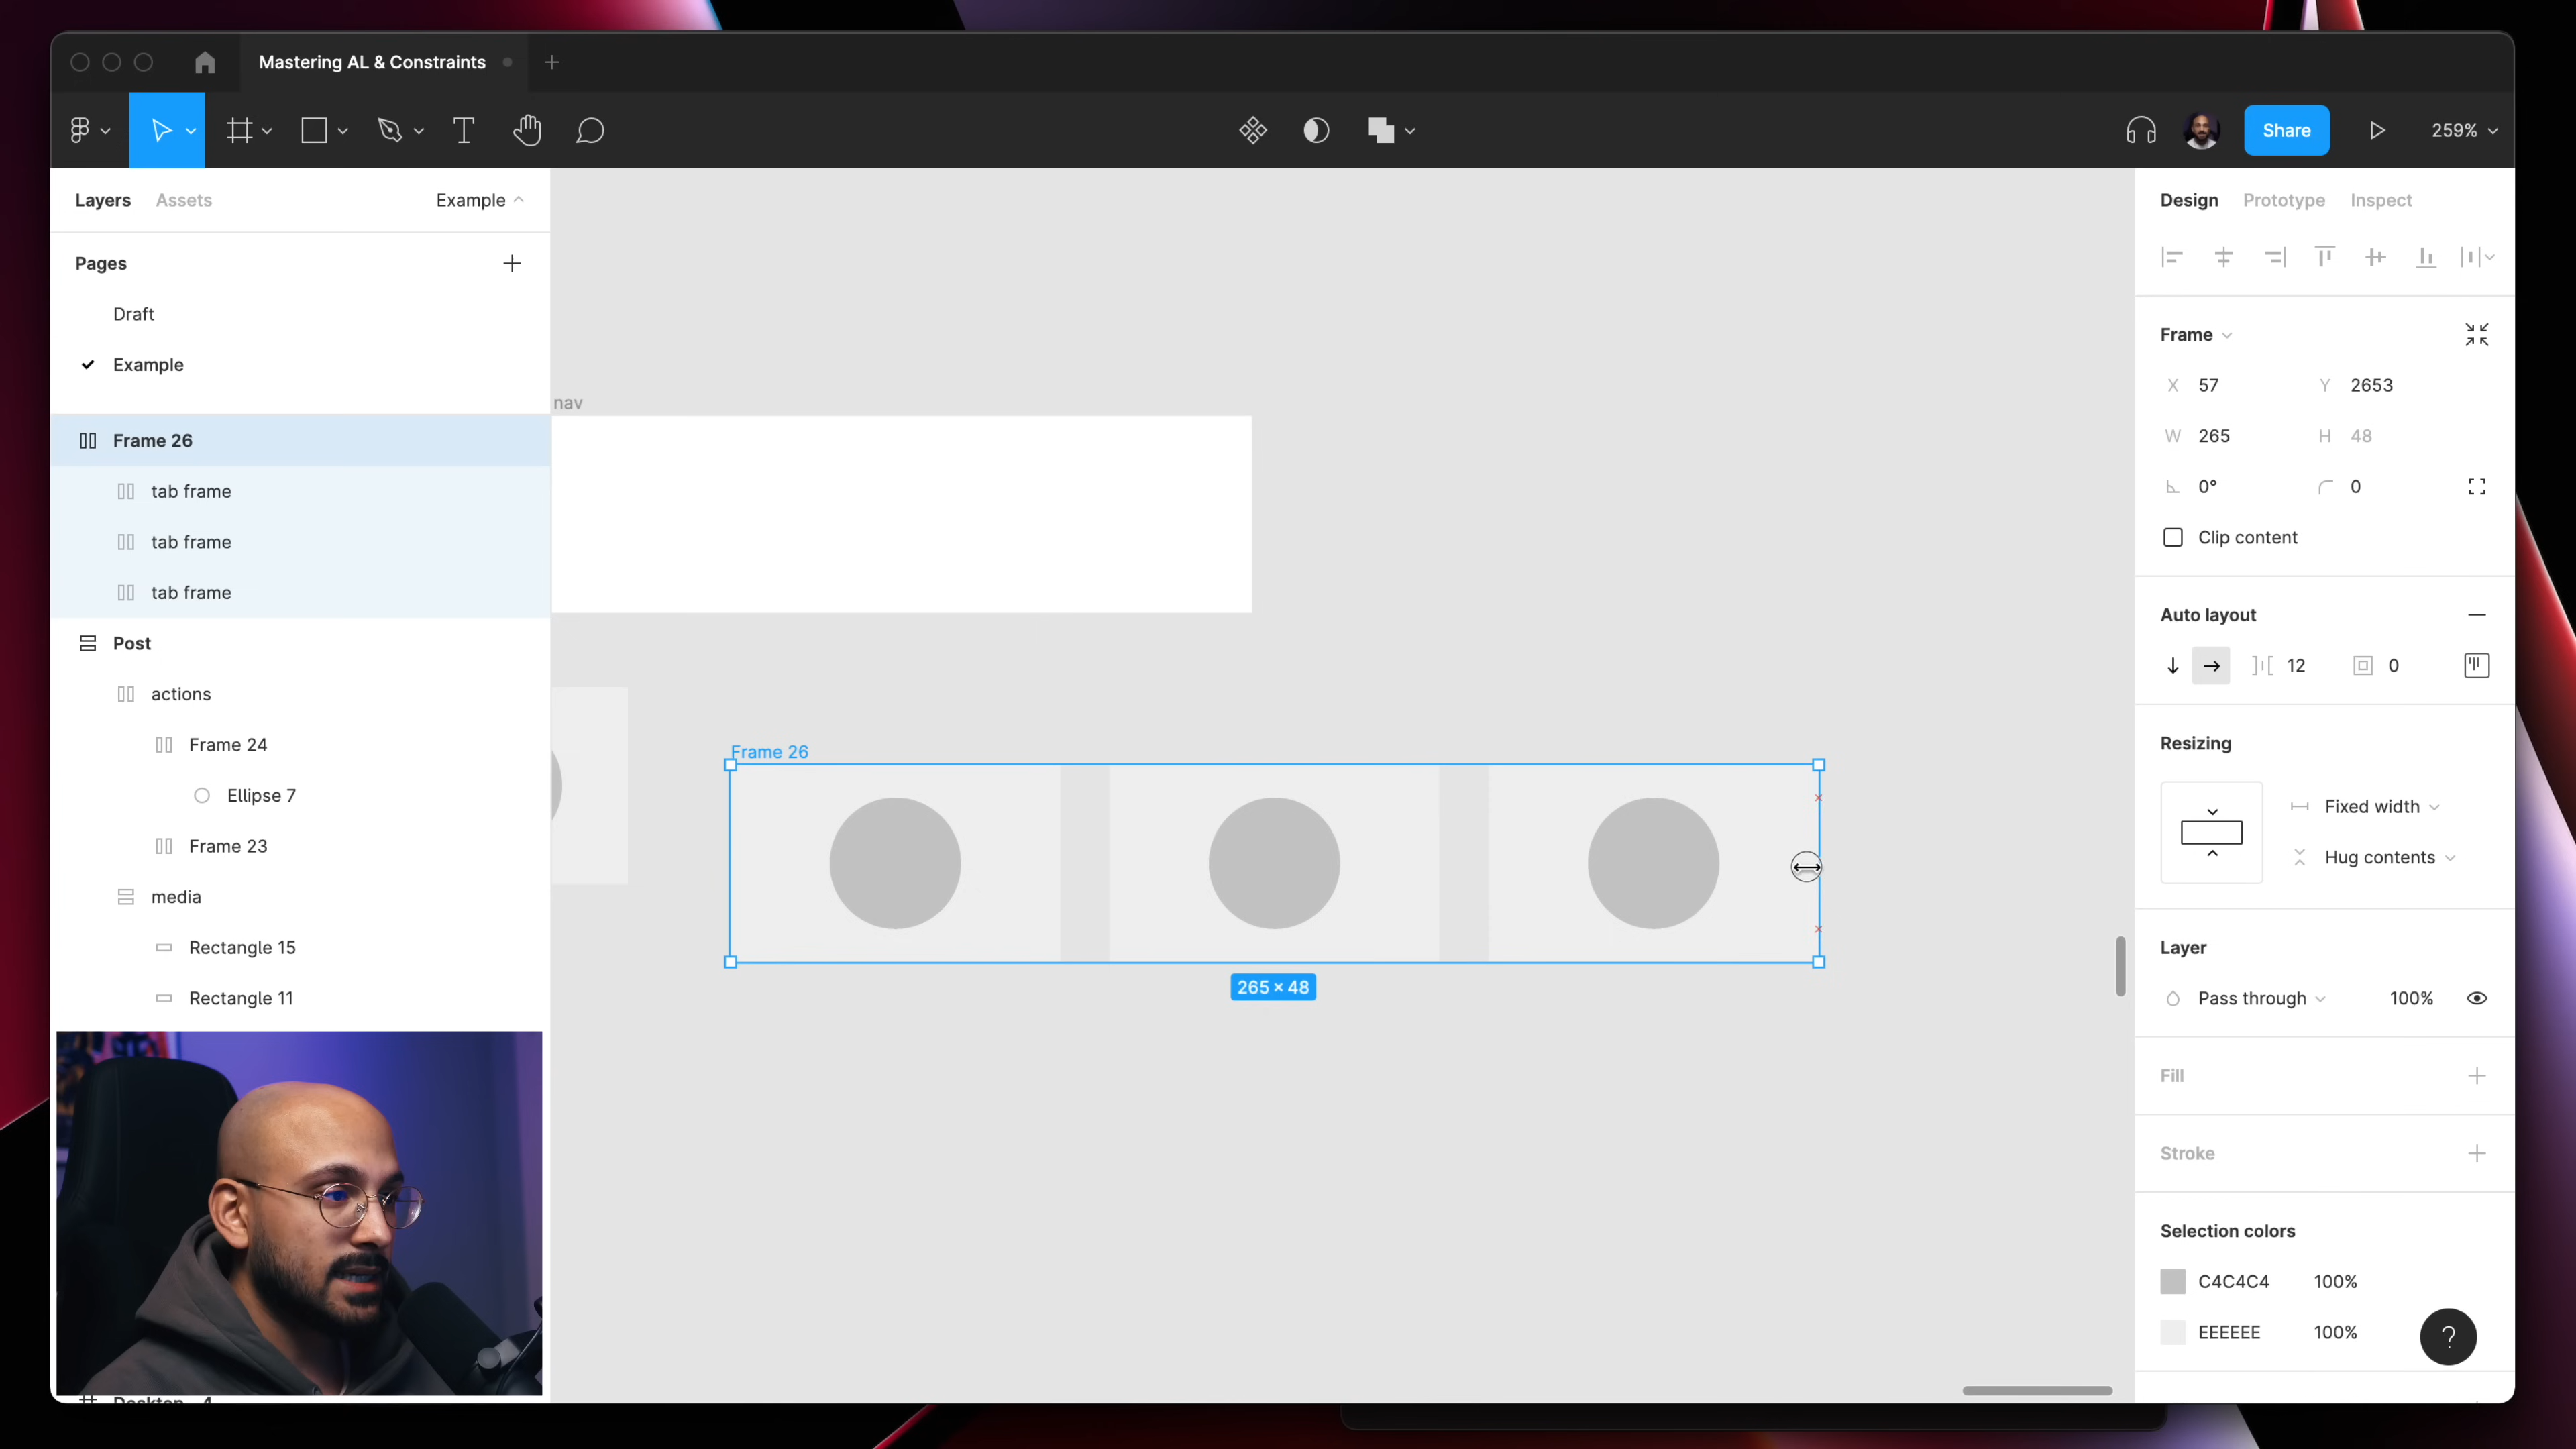 Mastering AL & Constraints
Share
259%
Layers
Assets
Example
Pages
Draft
Example
Frame 26
tab frame
tab frame
tab frame
Post
actions
Frame 24
Ellipse 7
Frame 23
media
Rectangle 15
Rectangle 11
nav
Frame 26
265 × 48
Design
Prototype
Inspect
Frame
X 57
Y 2653
W 265
H 48
0°
0
Clip content
Auto layout
12
0
Resizing
Fixed width
Hug contents
Layer
Pass through
100%
Fill
Stroke
Selection colors
C4C4C4 100%
EEEEEE 100%
?